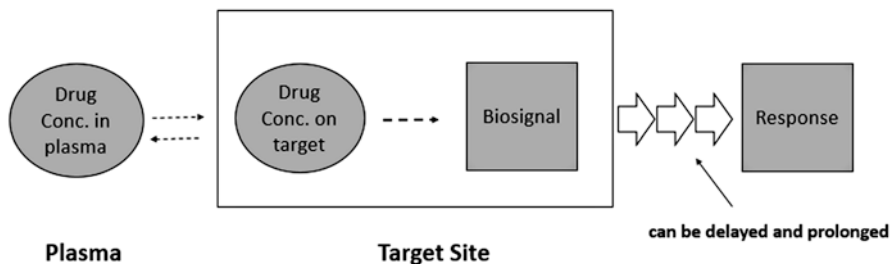 Drug
Conc. in
plasma
Drug
Conc. on
target
Biosignal
Response
can be delayed and prolonged
Plasma
Target Site